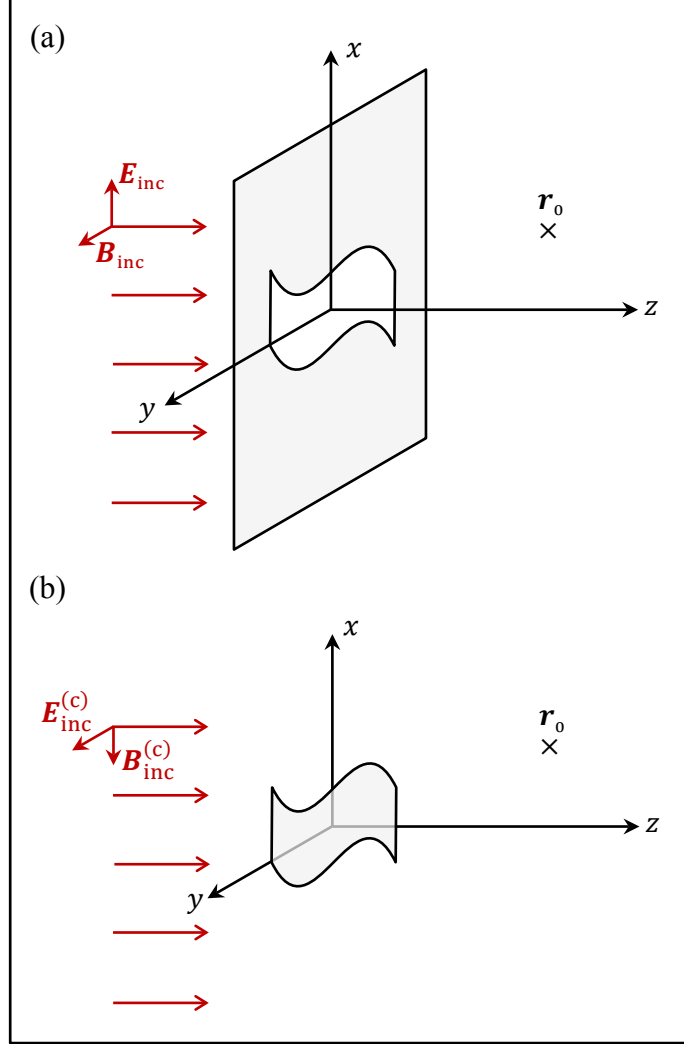 (a)
x
E_inc
B_inc
r_0
z
y
(b)
x
E_inc^(c)
B_inc^(c)
r_0
z
y